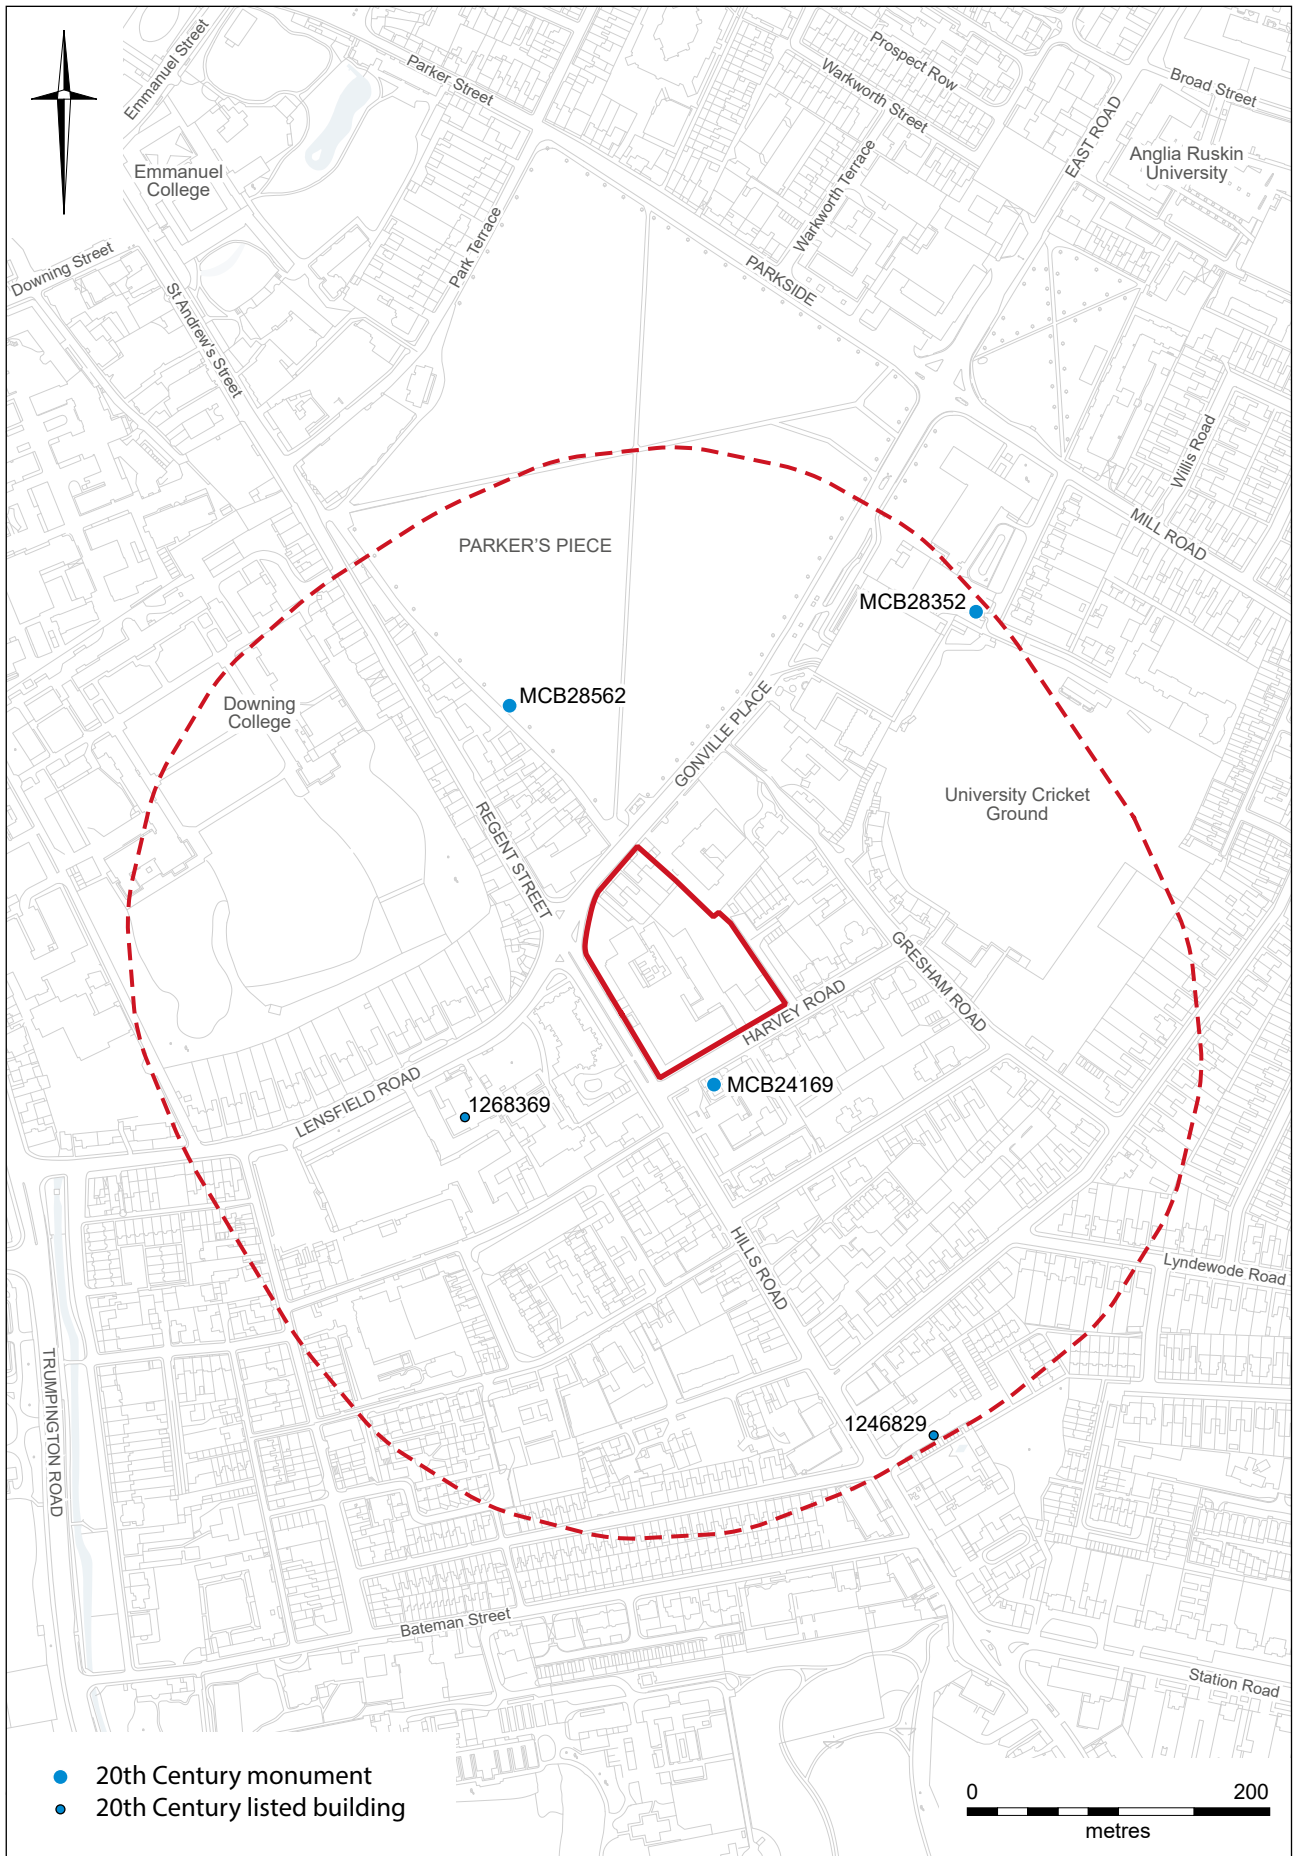 Emmanuel Street
Parker Street
Prospect Row
Warkworth Street
Broad Street
EAST ROAD
Anglia Ruskin
University
Emmanuel
College
Warkworth Terrace
Park Terrace
Downing Street
PARKSIDE
St Andrew's Street
Willis Road
MILL ROAD
PARKER'S PIECE
MCB28352
MCB28562
Downing
College
GONVILLE PLACE
University Cricket
Ground
REGENT STREET
GRESHAM ROAD
HARVEY ROAD
MCB24169
LENSFIELD ROAD
1268369
HILLS ROAD
Lyndewode Road
TRUMPINGTON ROAD
1246829
Bateman Street
Station Road
20th Century monument
20th Century listed building
0 200
metres